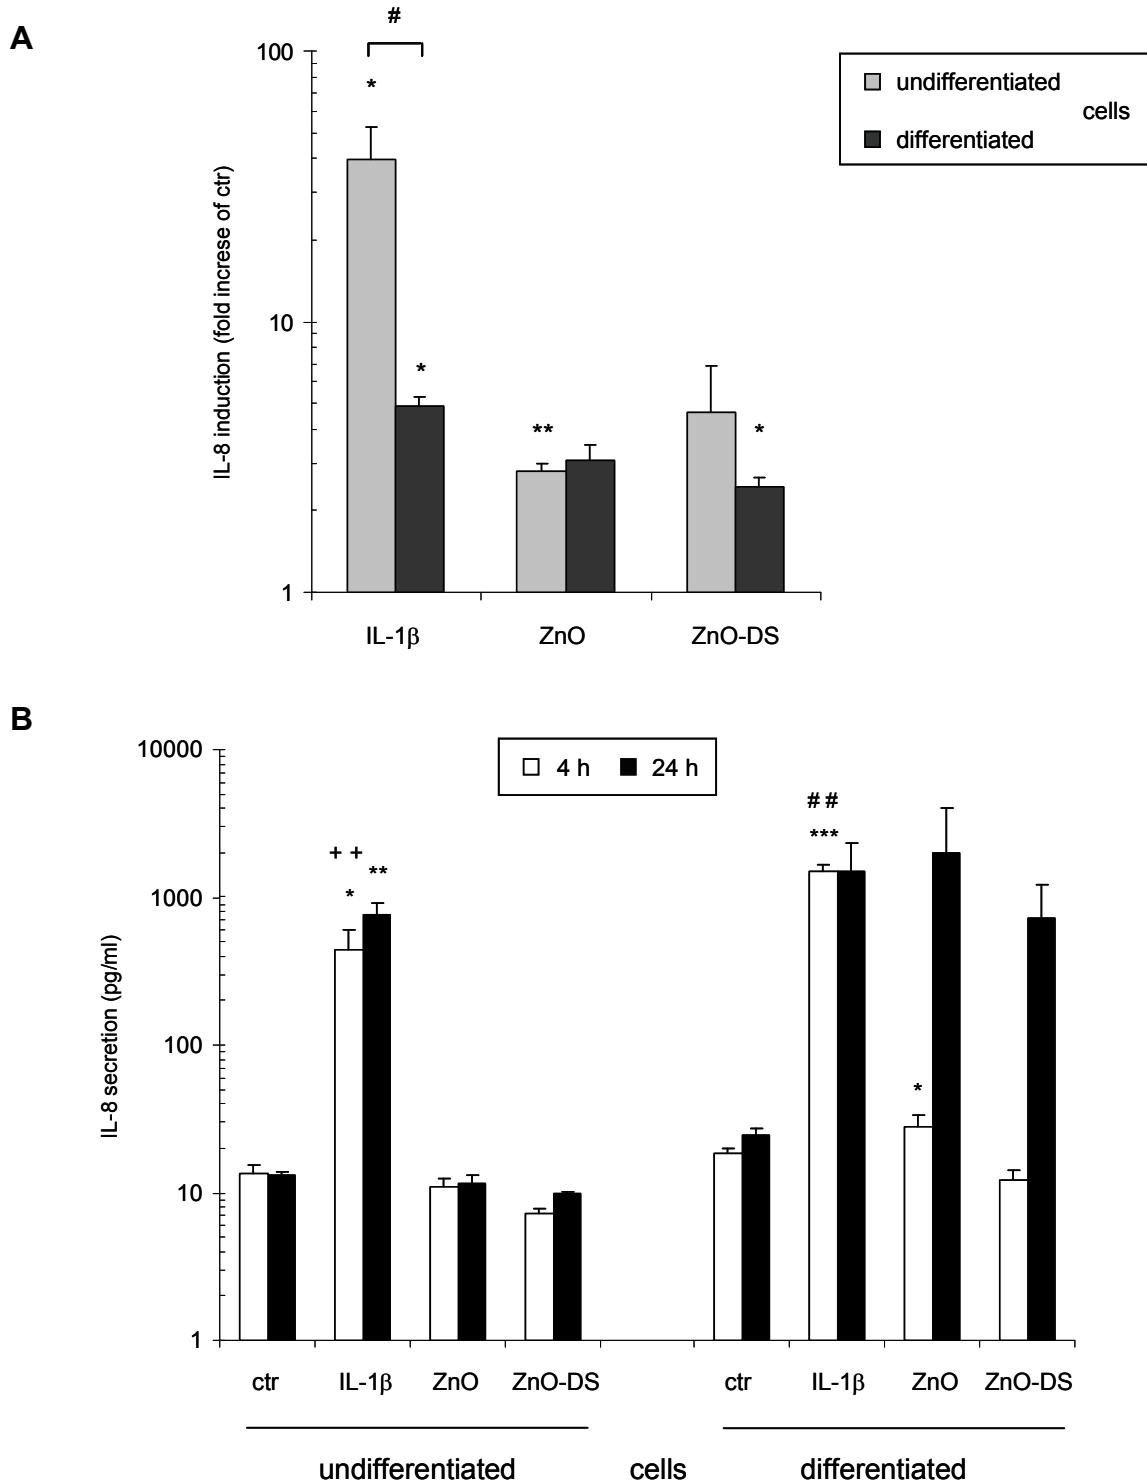 A
#
100
*
undifferentiated
cells
differentiated
IL-8 induction (fold increse of ctr)
10
*
**
*
1
IL-1β
ZnO
ZnO-DS
B
10000
4 h
24 h
##
***
++
**
*
1000
IL-8 secretion (pg/ml)
100
*
10
1
ctr
IL-1β
ZnO
ZnO-DS
ctr
IL-1β
ZnO
ZnO-DS
undifferentiated
cells
differentiated